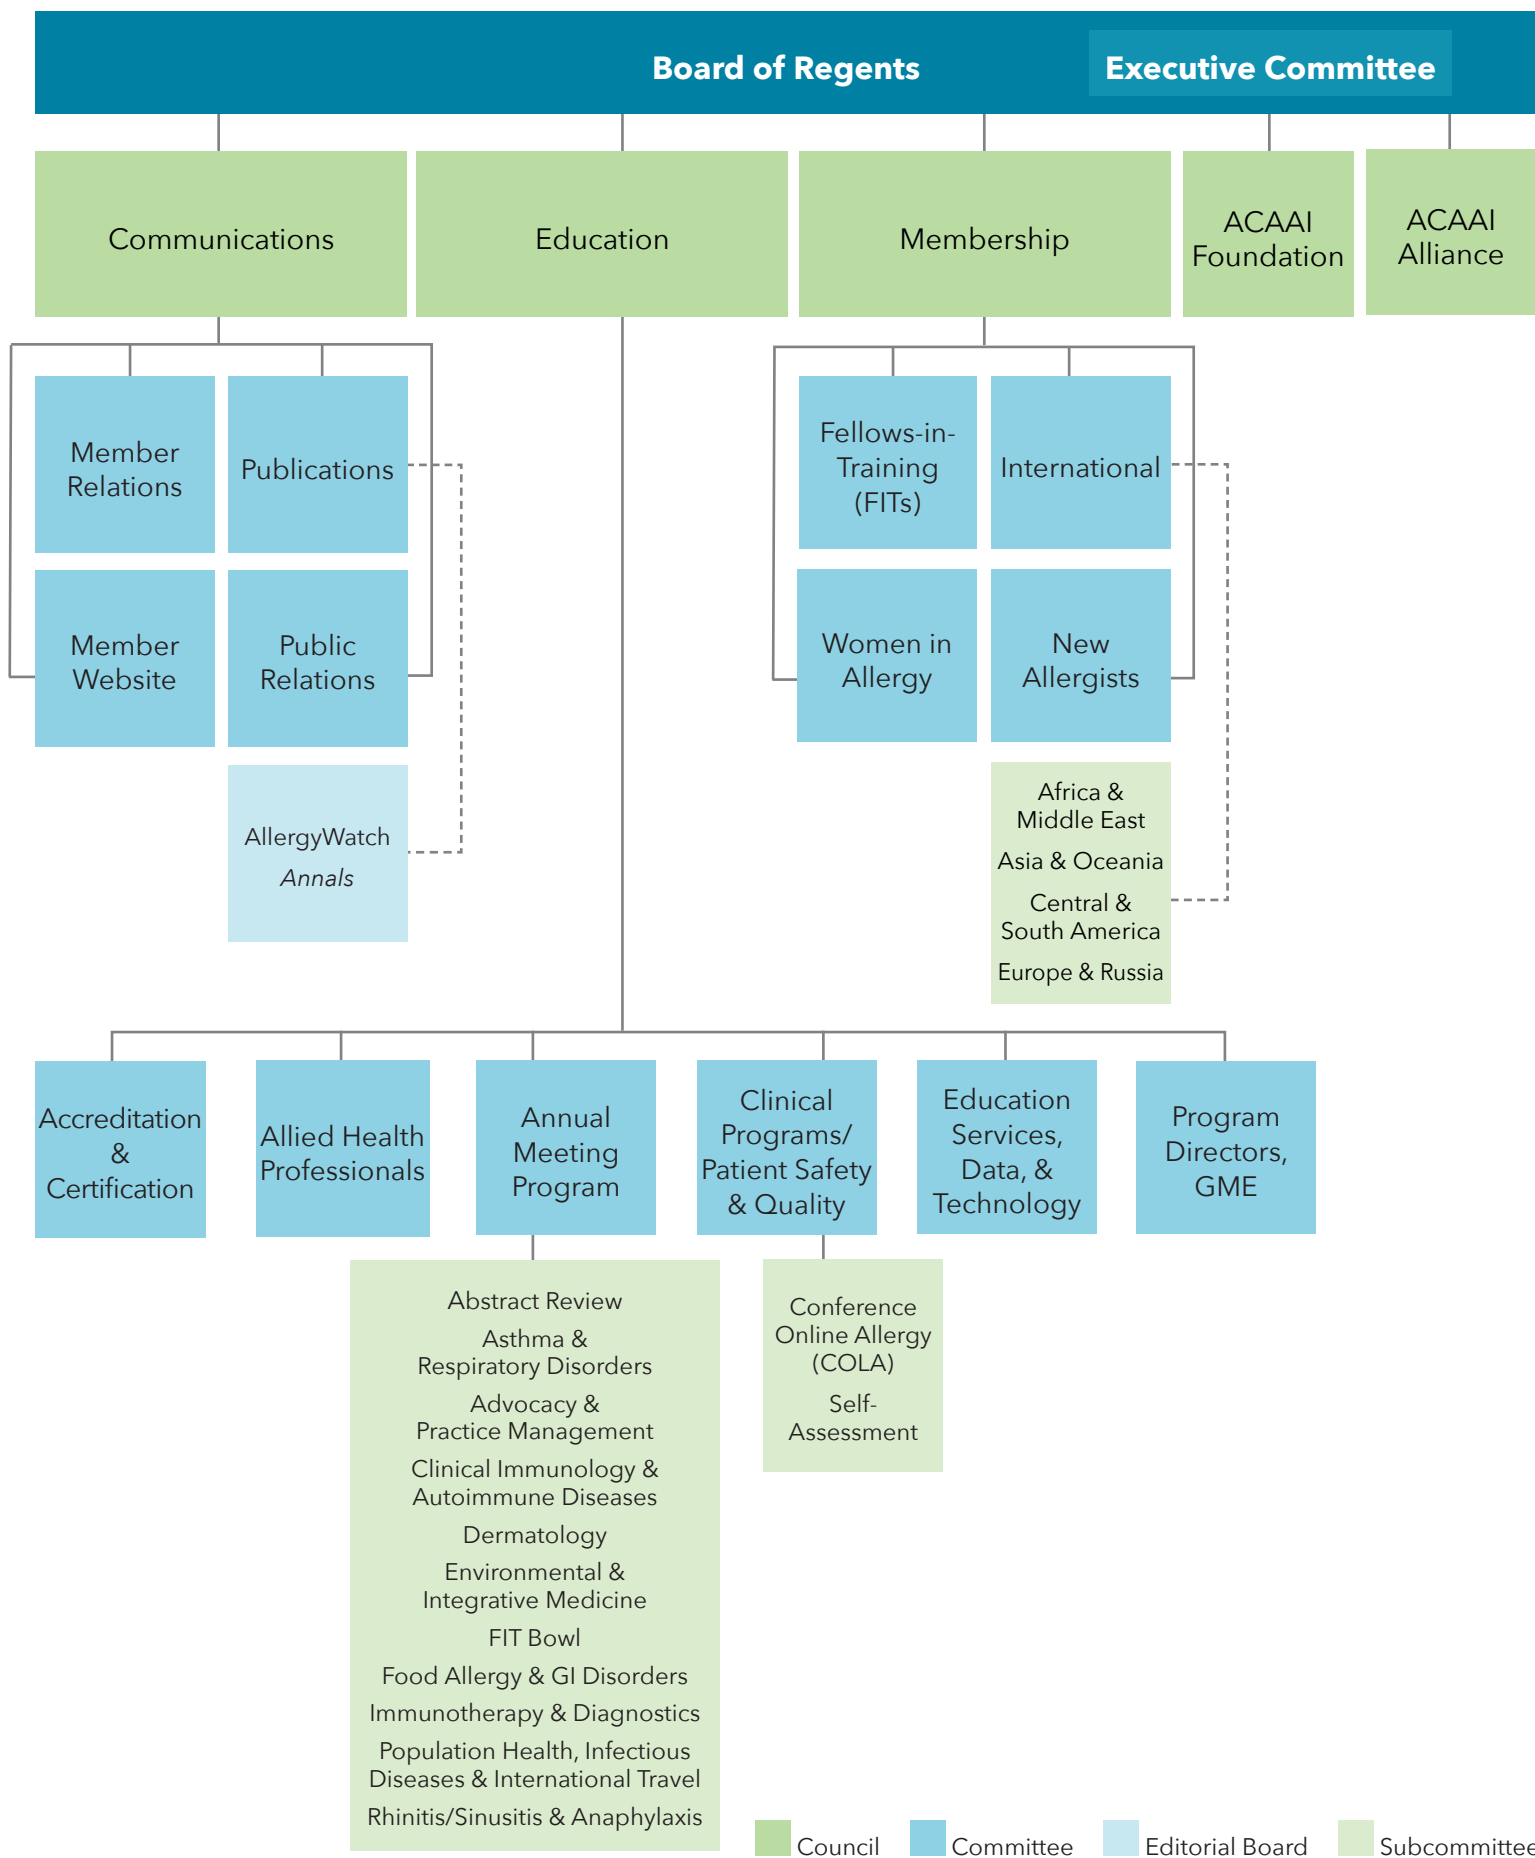 Board of Regents
Executive Committee
Communications
Education
Membership
ACAAI
Foundation
ACAAI
Alliance
Member
Relations
Publications
Member
Website
Public
Relations
AllergyWatch
Annals
Fellows-in-
Training
(FITs)
International
Women in
Allergy
New
Allergists
Africa &
Middle East
Asia & Oceania
Central &
South America
Europe & Russia
Accreditation
&
Certification
Allied Health
Professionals
Annual
Meeting
Program
Clinical
Programs/
Patient Safety
& Quality
Education
Services,
Data, &
Technology
Program
Directors,
GME
Abstract Review
Asthma &
Respiratory Disorders
Advocacy &
Practice Management
Clinical Immunology &
Autoimmune Diseases
Dermatology
Environmental &
Integrative Medicine
FIT Bowl
Food Allergy & GI Disorders
Immunotherapy & Diagnostics
Population Health, Infectious
Diseases & International Travel
Rhinitis/Sinusitis & Anaphylaxis
Conference
Online Allergy
(COLA)
Self-
Assessment
Council
Committee
Editorial Board
Subcommittee